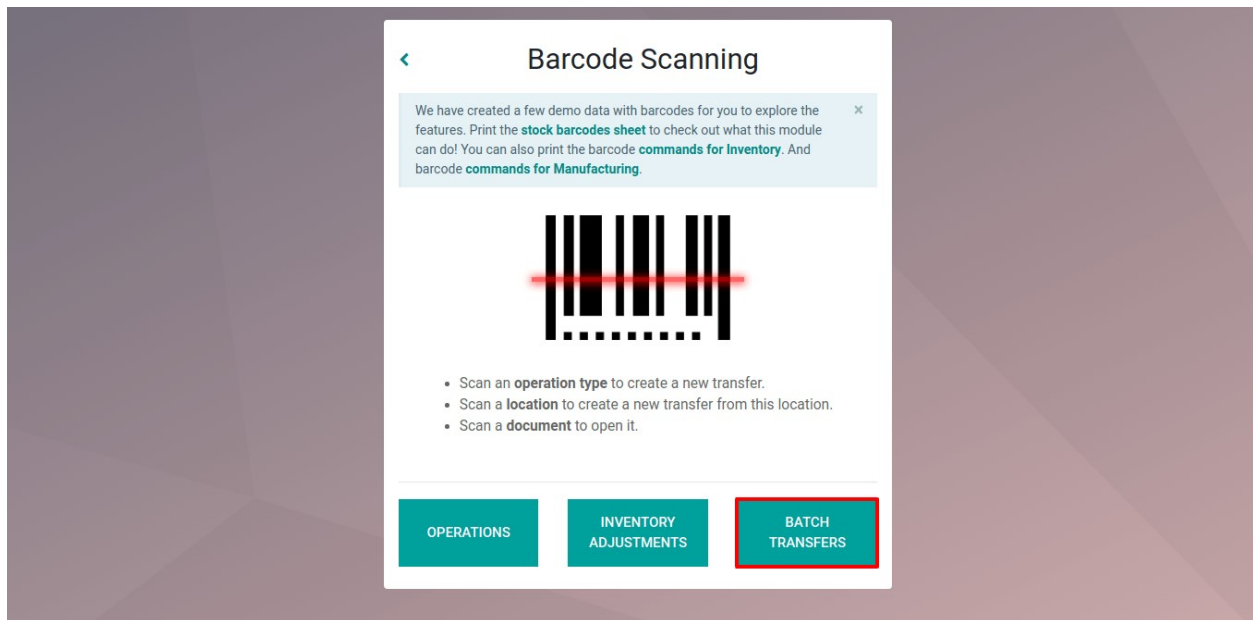 Barcode Scanning
We have created a few demo data with barcodes for you to explore the
features. Print the stock barcodes sheet to check out what this module
can do! You can also print the barcode commands for Inventory. And
barcode commands for Manufacturing.
• Scan an operation type to create a new transfer.
• Scan a location to create a new transfer from this location.
• Scan a document to open it.
OPERATIONS
INVENTORY
ADJUSTMENTS
BATCH
TRANSFERS